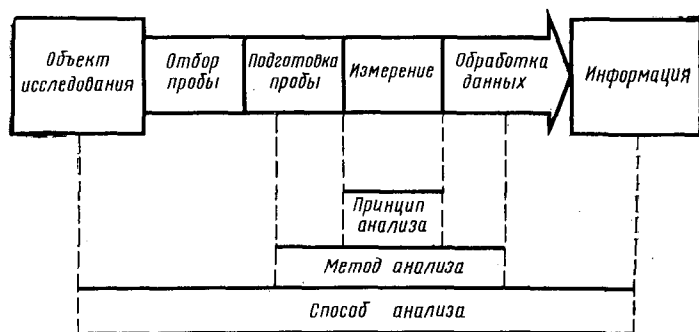 Объект
исследования
Отбор
пробы
Подготовка
пробы
Измерение
Обработка
данных
Информация
Принцип
анализа
Метод анализа
Способ анализа